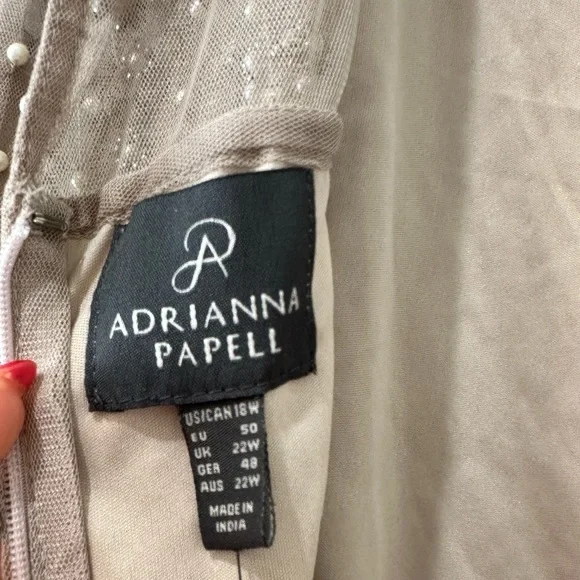 ADRIANNA
PAPELL
US/CAN 18W
EU 50
UK 22W
GER 48
AUS 22W
MADE IN
INDIA